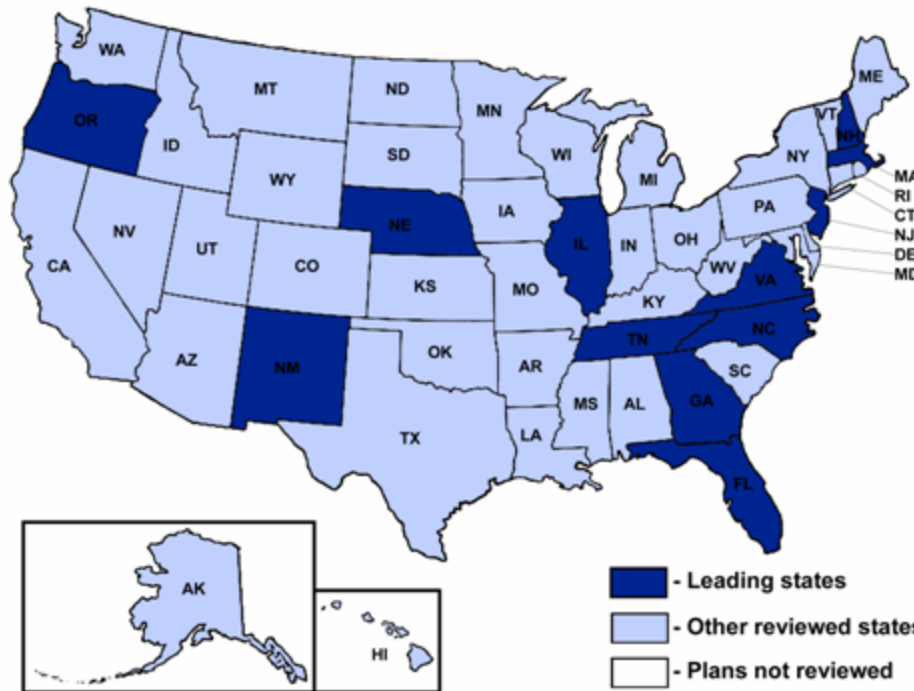 WA
MT
ND
MN
ME
VT
NH
OR
ID
SD
WI
NY
MI
MA
WY
RI
IA
PA
CT
NE
NJ
NV
IL
IN
OH
DE
UT
CA
CO
WV
MD
VA
KS
MO
KY
NC
TN
AZ
NM
OK
AR
SC
MS
AL
GA
TX
LA
FL
AK
HI
- Leading states
- Other reviewed states
- Plans not reviewed